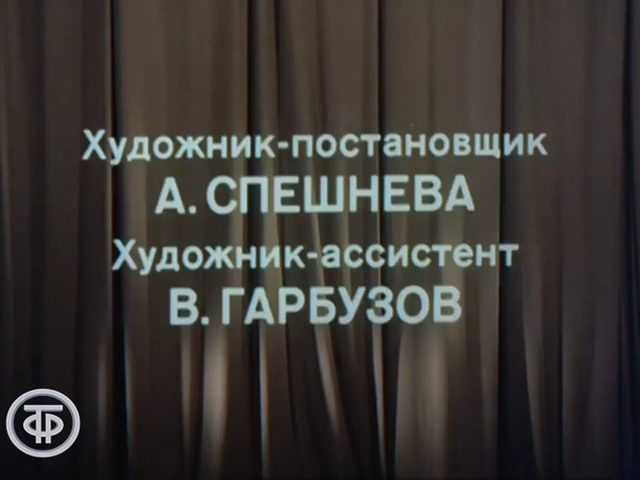 Художник-постановщик
А. СПЕШНЕВА
Художник-ассистент
В. ГАРБУЗОВ